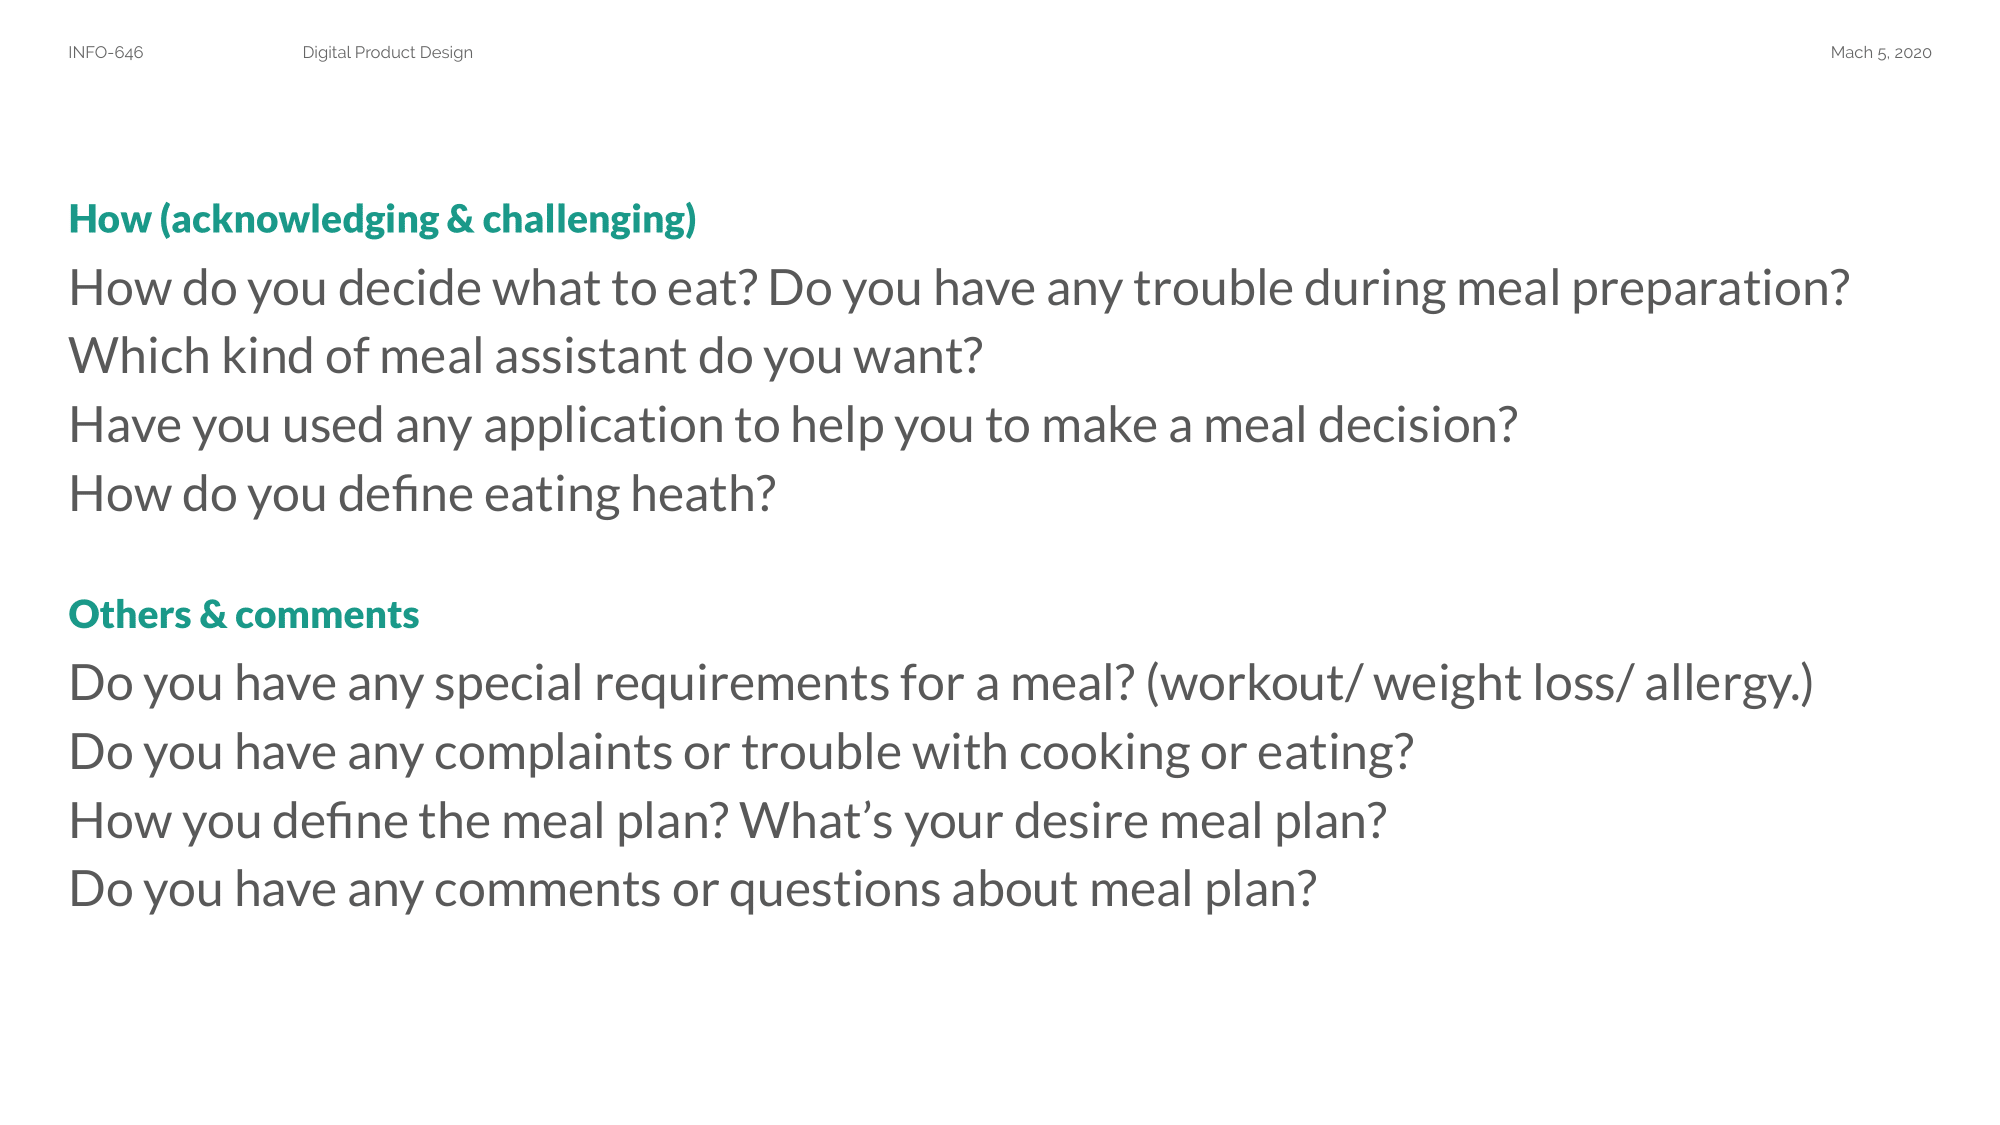 INFO-646 Digital Product Design Mach 5, 2020
How (acknowledging & challenging)
How do you decide what to eat? Do you have any trouble during meal preparation?
Which kind of meal assistant do you want?
Have you used any application to help you to make a meal decision?
How do you define eating heath?
Others & comments
Do you have any special requirements for a meal? (workout/ weight loss/ allergy.)
Do you have any complaints or trouble with cooking or eating?
How you define the meal plan? What’s your desire meal plan?
Do you have any comments or questions about meal plan?